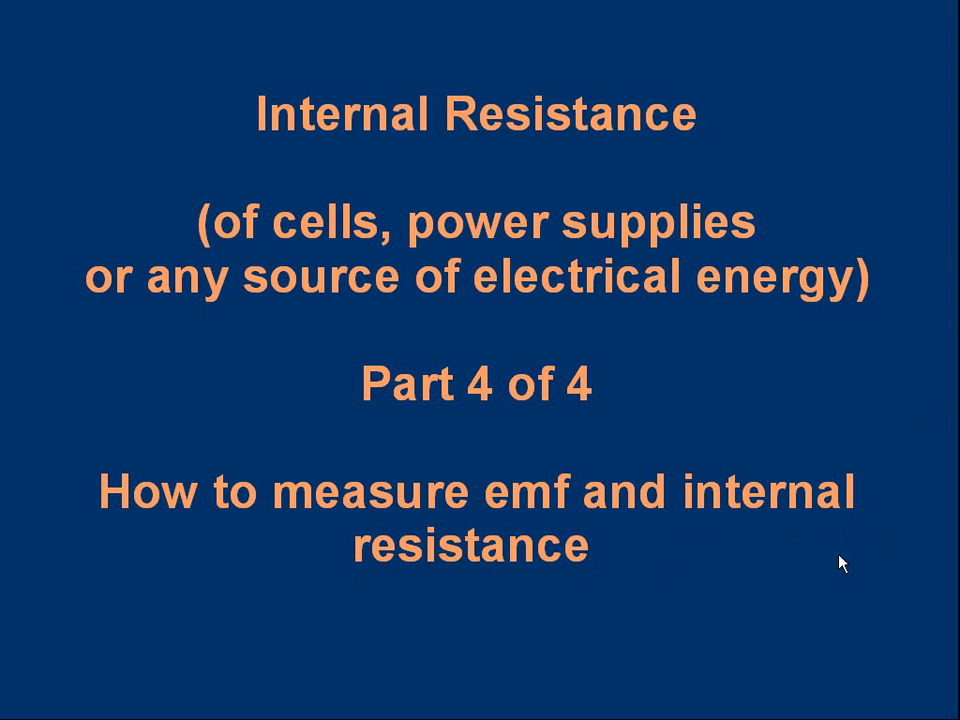 Internal Resistance
(of cells, power supplies
or any source of electrical energy)
Part 4 of 4
How to measure emf and internal
resistance